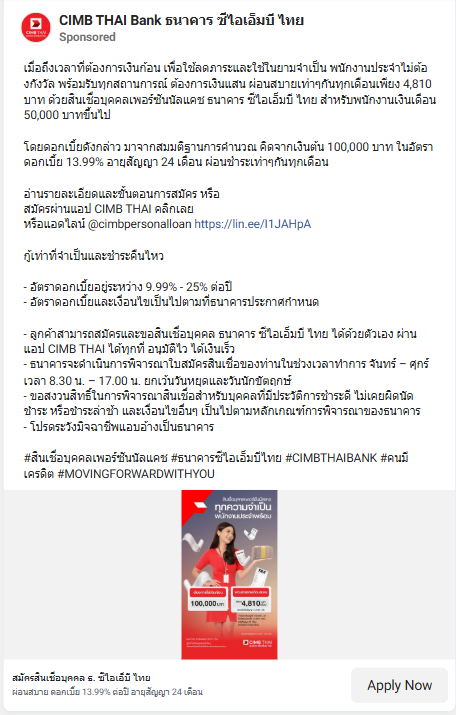 CIMB THAI Bank ธนาคาร ซีไอเอ็มบี ไทย
Sponsored
เมื่อถึงเวลาที่ต้องการเงินก้อน เพื่อใช้ลดภาระและใช้ในยามจำเป็น พนักงานประจำไม่ต้อ
งกังวล พร้อมรับทุกสถานการณ์ ต้องการเงินแสน ผ่อนสบายเท่าๆกันทุกเดือนเพียง 4,810
บาท ด้วยสินเชื่อบุคคลเพอร์ซันนัลแคช ธนาคาร ซีไอเอ็มบี ไทย สำหรับพนักงานเงินเดือน
50,000 บาทขึ้นไป
โดยดอกเบี้ยดังกล่าว มาจากสมมติฐานการคำนวณ คิดจากเงินต้น 100,000 บาท ในอัตรา
ดอกเบี้ย 13.99% อายุสัญญา 24 เดือน ผ่อนชำระเท่าๆกันทุกเดือน
อ่านรายละเอียดและขั้นตอนการสมัคร หรือ
สมัครผ่านแอป CIMB THAI คลิกเลย
หรือแอดไลน์ @cimbpersonalloan https://lin.ee/I1JAHpA
กู้เท่าที่จำเป็นและชำระคืนไหว
- อัตราดอกเบี้ยอยู่ระหว่าง 9.99% - 25% ต่อปี
- อัตราดอกเบี้ยและเงื่อนไขเป็นไปตามที่ธนาคารประกาศกำหนด
- ลูกค้าสามารถสมัครและขอสินเชื่อบุคคล ธนาคาร ซีไอเอ็มบี ไทย ได้ด้วยตัวเอง ผ่าน
แอป CIMB THAI ได้ทุกที่ อนุมัติไว ได้เงินเร็ว
- ธนาคารจะดำเนินการพิจารณาใบสมัครสินเชื่อของท่านในช่วงเวลาทำการ จันทร์ – ศุกร์
เวลา 8.30 น. – 17.00 น. ยกเว้นวันหยุดและวันนักขัตฤกษ์
- ขอสงวนสิทธิ์ในการพิจารณาสินเชื่อสำหรับบุคคลที่มีประวัติการชำระดี ไม่เคยผิดนัด
ชำระ หรือชำระล่าช้า และเงื่อนไขอื่นๆ เป็นไปตามหลักเกณฑ์การพิจารณาของธนาคาร
- โปรดระวังมิจฉาชีพแอบอ้างเป็นธนาคาร
#สินเชื่อบุคคลเพอร์ซันนัลแคช #ธนาคารซีไอเอ็มบีไทย #CIMBTHAIBANK #คนมี
เครดิต #MOVINGFORWARDWITHYOU
ทุกความจำเป็น
พนักงานประจำพร้อม
TAX
100,000 บาท
4,810
CIMB THAI
สมัครสินเชื่อบุคคล ธ. ซีไอเอ็มบี ไทย
ผ่อนสบาย ดอกเบี้ย 13.99% ต่อปี อายุสัญญา 24 เดือน
Apply Now